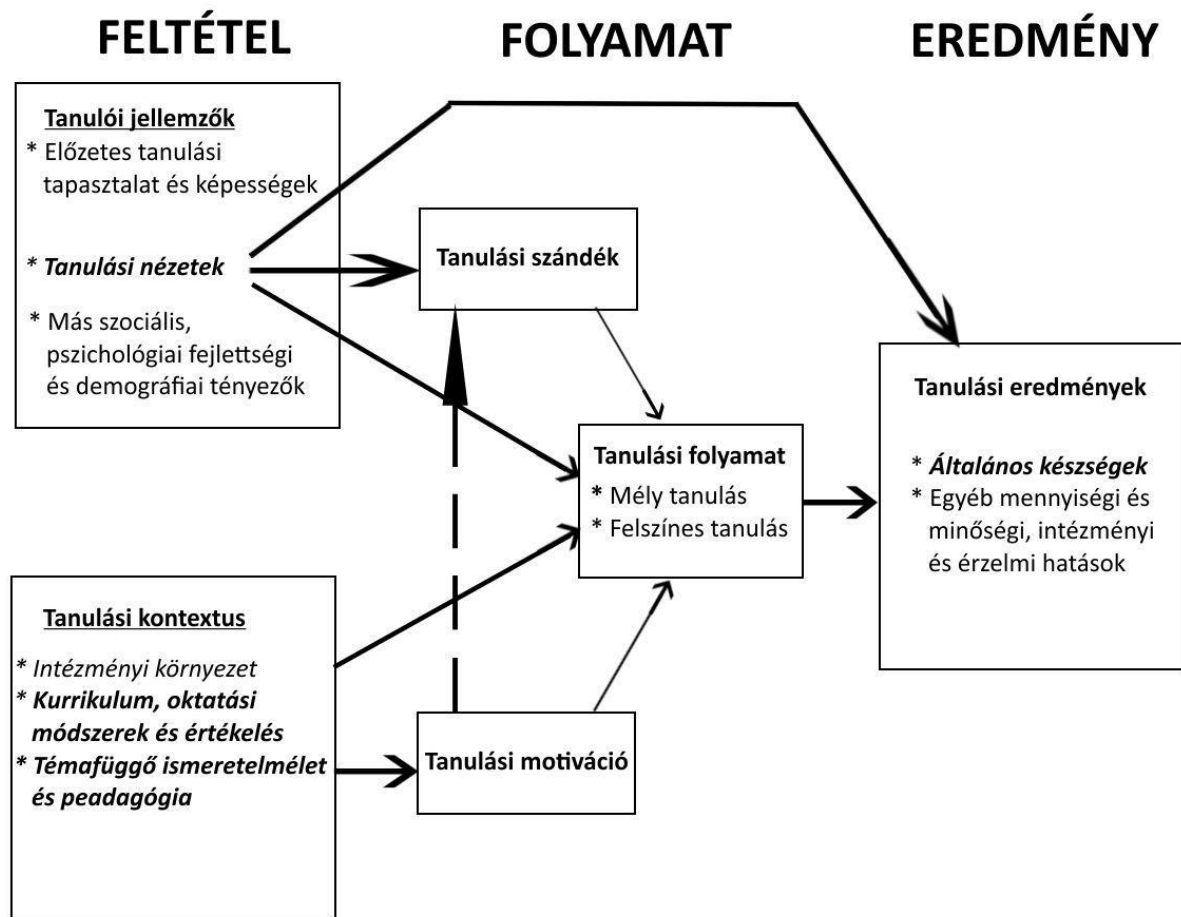 FELTÉTEL
FOLYAMAT
EREDMÉNY
Tanulói jellemzők
* Előzetes tanulási
tapasztalat és képességek
* Tanulási nézetek
* Más szociális,
pszichológiai fejlettségi
és demográfiai tényezők
Tanulási szándék
Tanulási folyamat
* Mély tanulás
* Felszínes tanulás
Tanulási eredmények
* Általános készségek
* Egyéb mennyiségi és
minőségi, intézményi
és érzelmi hatások
Tanulási kontextus
* Intézményi környezet
* Kurrikulum, oktatási
módszerek és értékelés
* Témafüggő ismeretelmélet
és peadagógia
Tanulási motiváció